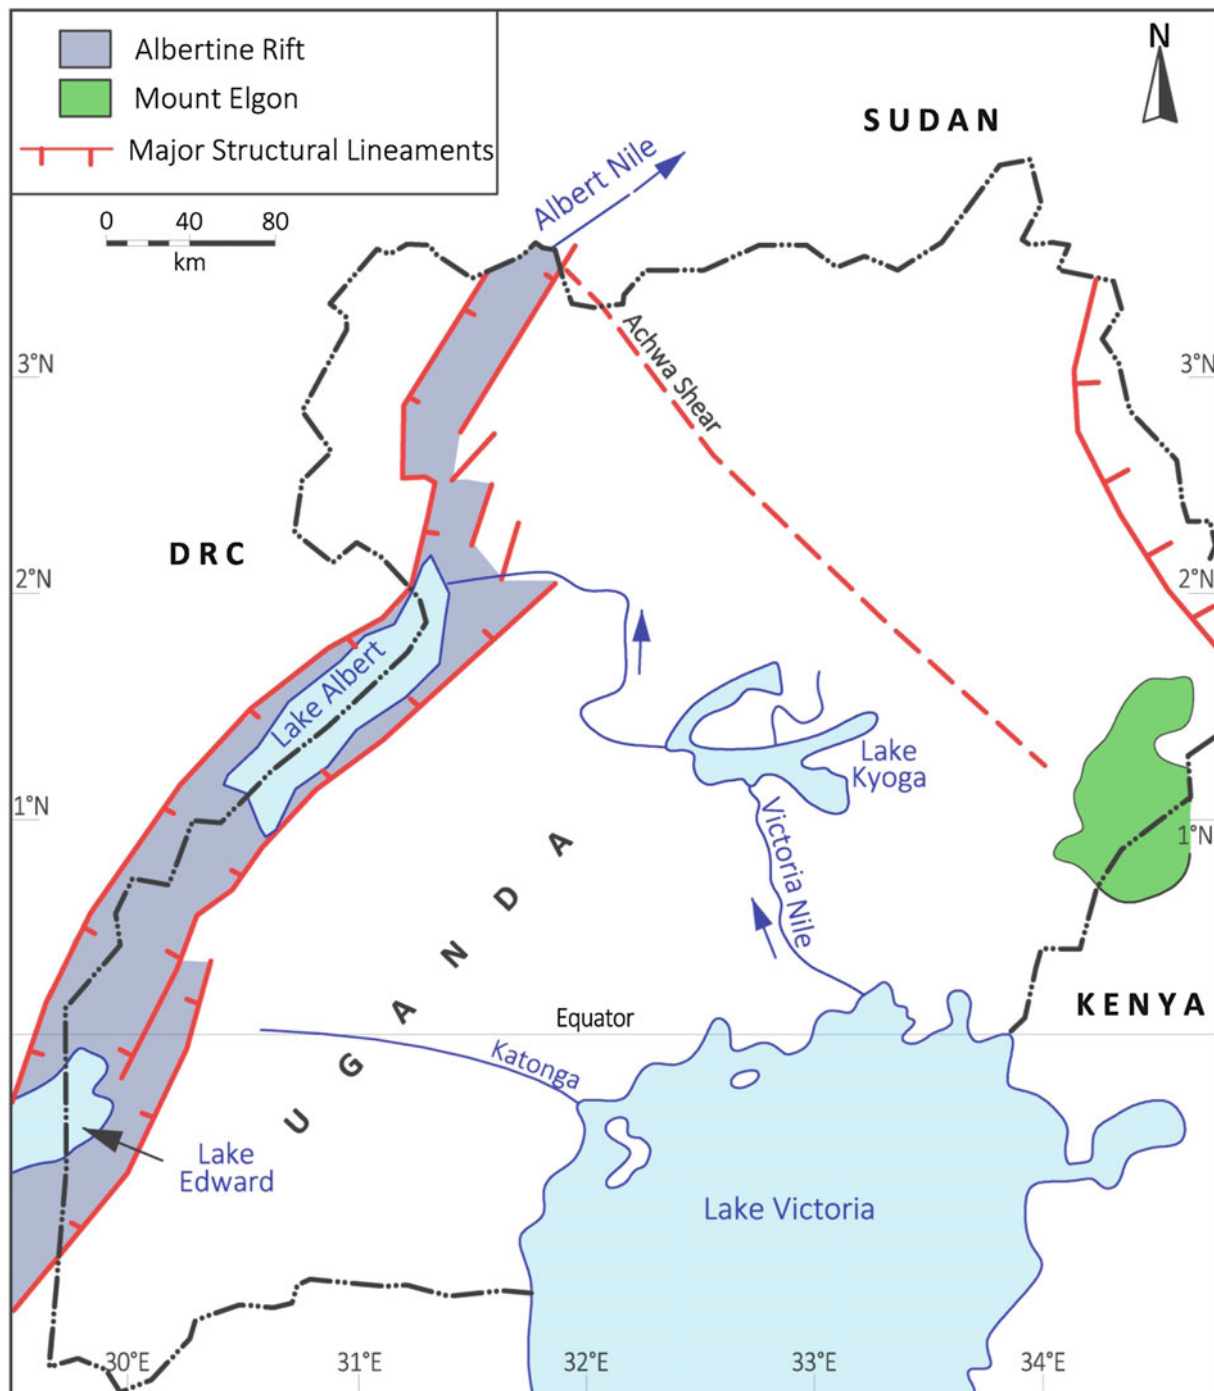 Albertine Rift
Mount Elgon
Major Structural Lineaments
0 40 80
km
N
SUDAN
Albert Nile
Achwa Shear
3°N
3°N
DRC
2°N
2°N
Lake Albert
Lake
Kyoga
1°N
1°N
Victoria Nile
UGANDA
KENYA
Equator
Katonga
Lake
Edward
Lake Victoria
30°E
31°E
32°E
33°E
34°E